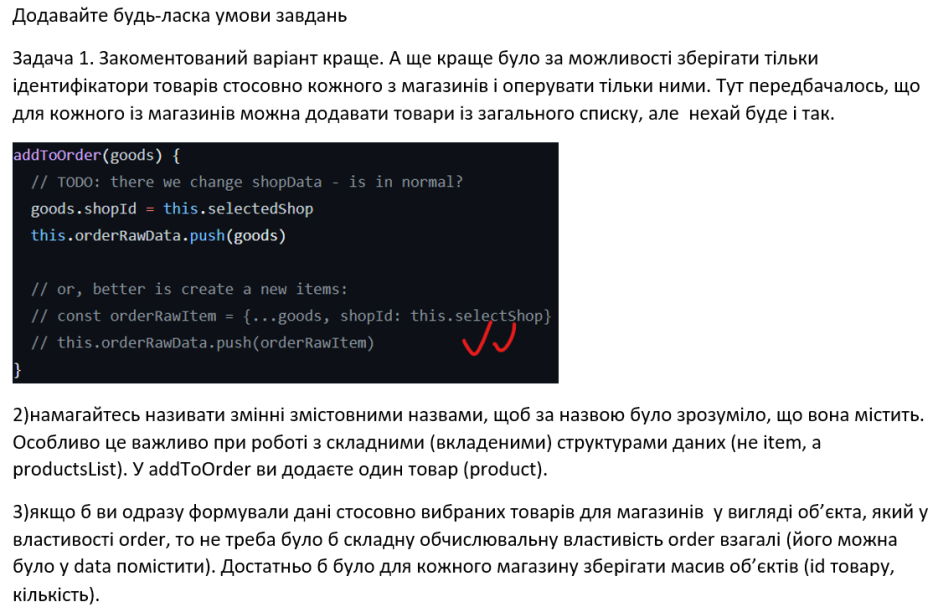 Додавайте будь-ласка умови завдань
Задача 1. Закоментований варіант краще. А ще краще було за можливості зберігати тільки
ідентифікатори товарів стосовно кожного з магазинів і оперувати тільки ними. Тут передбачалось, що
для кожного із магазинів можна додавати товари із загального списку, але  нехай буде і так.
addToOrder(goods) {
  // TODO: there we change shopData - is in normal?
  goods.shopId = this.selectedShop
  this.orderRawData.push(goods)
  // or, better is create a new items:
  // const orderRawItem = {...goods, shopId: this.selectShop}
  // this.orderRawData.push(orderRawItem)
}
2)намагайтесь називати змінні змістовними назвами, щоб за назвою було зрозуміло, що вона містить.
Особливо це важливо при роботі з складними (вкладеними) структурами даних (не item, а
productsList). У addToOrder ви додаєте один товар (product).
3)якщо б ви одразу формували дані стосовно вибраних товарів для магазинів  у вигляді об’єкта, який у
властивості order, то не треба було б складну обчислювальну властивість order взагалі (його можна
було у data помістити). Достатньо б було для кожного магазину зберігати масив об’єктів (id товару,
кількість).